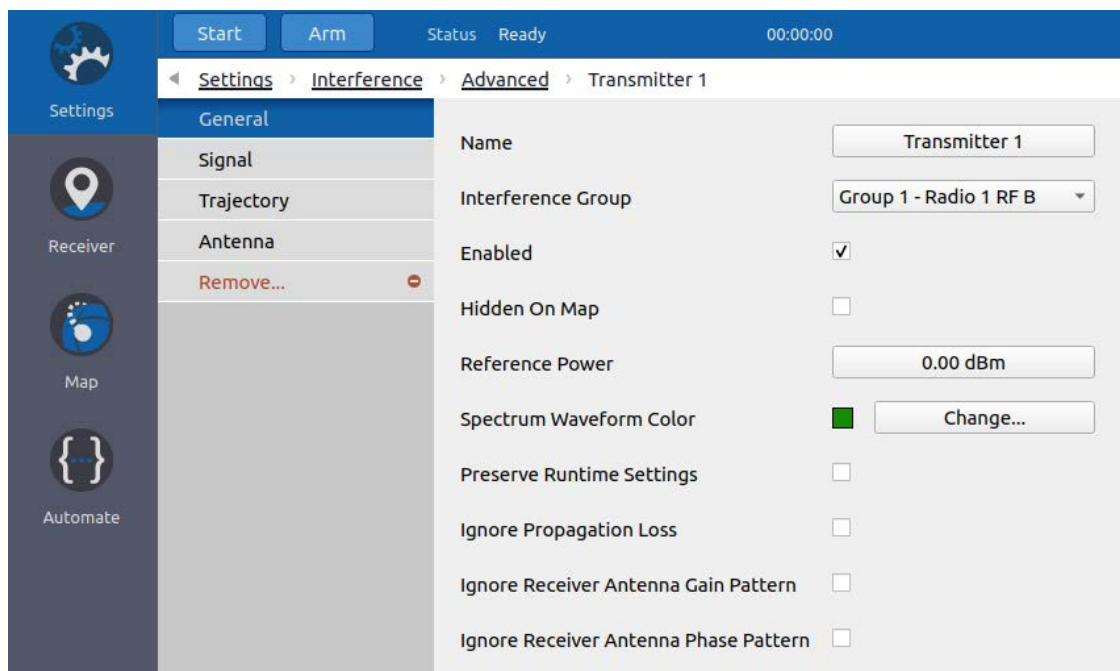 Start Arm Status Ready 00:00:00
Settings
Receiver
Map
Automate
Settings Interference Advanced Transmitter 1
General
Signal
Trajectory
Antenna
Remove...
Name Transmitter 1
Interference Group Group 1 - Radio 1 RF B
Enabled
Hidden On Map
Reference Power 0.00 dBm
Spectrum Waveform Color Change...
Preserve Runtime Settings
Ignore Propagation Loss
Ignore Receiver Antenna Gain Pattern
Ignore Receiver Antenna Phase Pattern